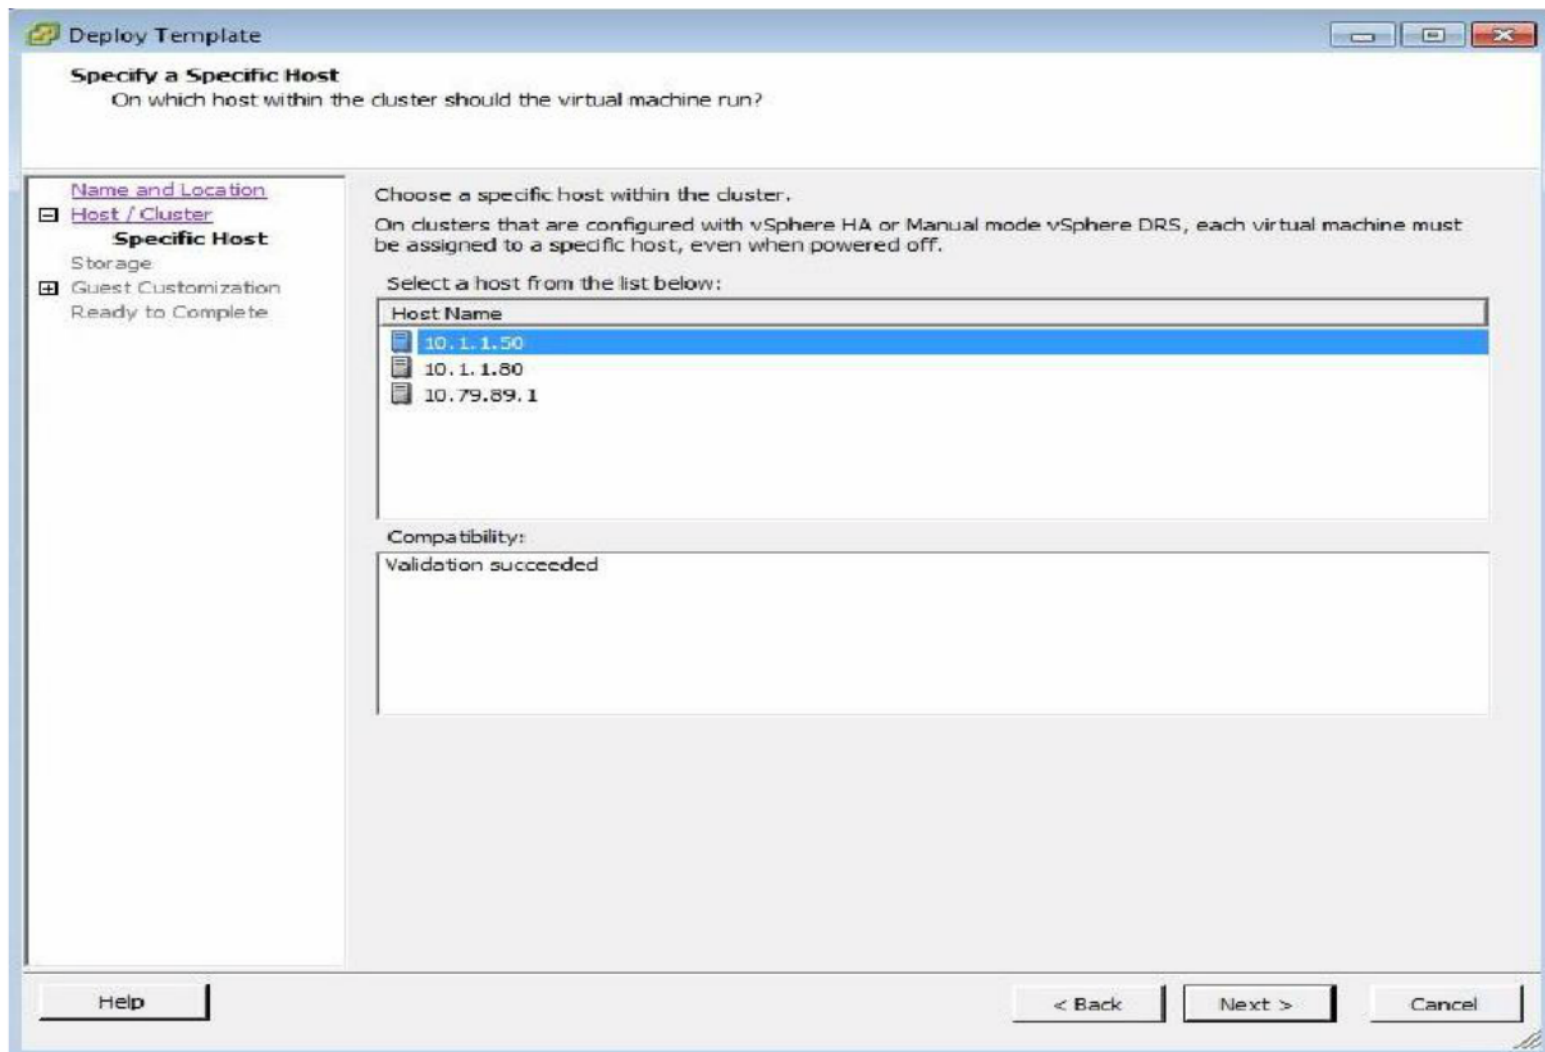 Deploy Template
Specify a Specific Host
On which host within the cluster should the virtual machine run?
Name and Location
Host / Cluster
Specific Host
Storage
Guest Customization
Ready to Complete
Choose a specific host within the cluster.
On clusters that are configured with vSphere HA or Manual mode vSphere DRS, each virtual machine must
be assigned to a specific host, even when powered off.
Select a host from the list below:
Host Name
10.1.1.50
10.1.1.80
10.79.89.1
Compatibility:
Validation succeeded
Help
< Back
Next >
Cancel